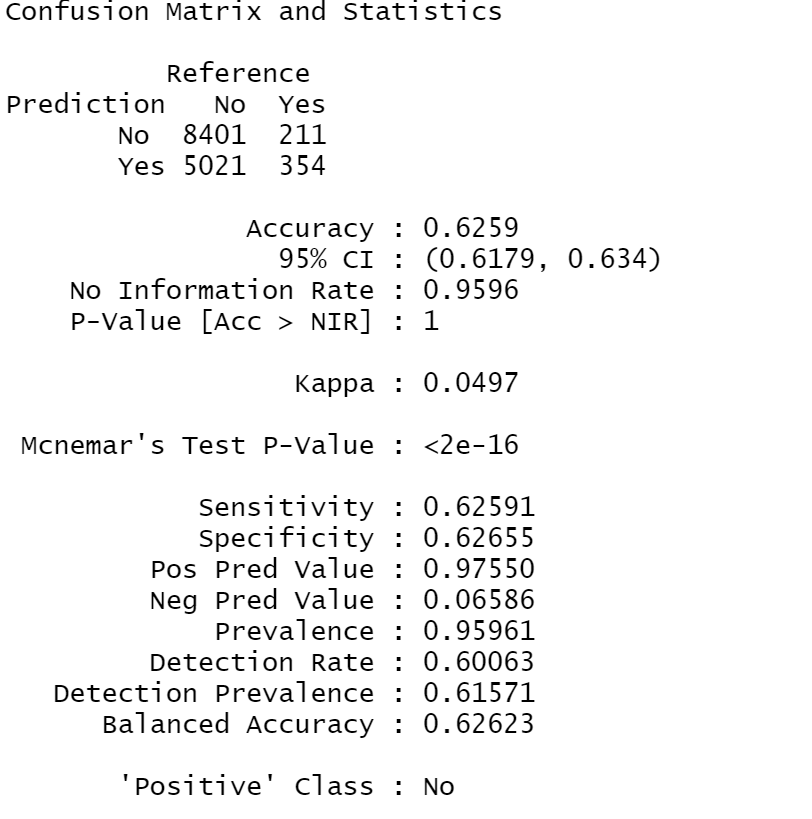 Confusion Matrix and Statistics
Reference
Prediction No Yes
No 8401 211
Yes 5021 354
Accuracy : 0.6259
95% CI : (0.6179, 0.634)
No Information Rate : 0.9596
P-Value [Acc > NIR] : 1
Kappa : 0.0497
Mcnemar's Test P-Value : <2e-16
Sensitivity : 0.62591
Specificity : 0.62655
Pos Pred Value : 0.97550
Neg Pred Value : 0.06586
Prevalence : 0.95961
Detection Rate : 0.60063
Detection Prevalence : 0.61571
Balanced Accuracy : 0.62623
'Positive' Class : No